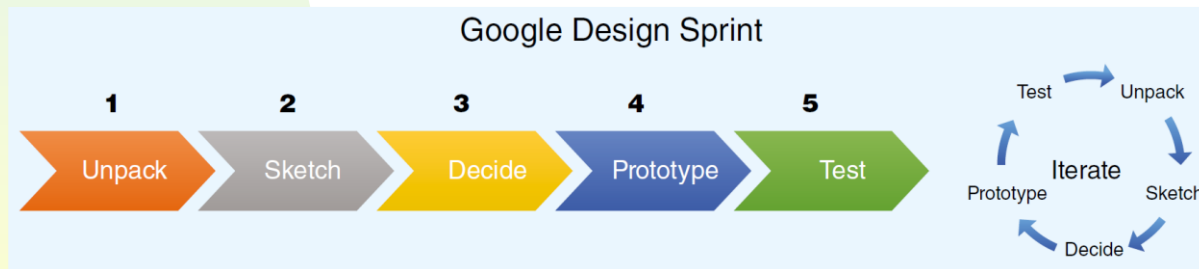 Google Design Sprint
1 2 3 4 5
Unpack Sketch Decide Prototype Test
Test Unpack
Iterate
Prototype Sketch
Decide